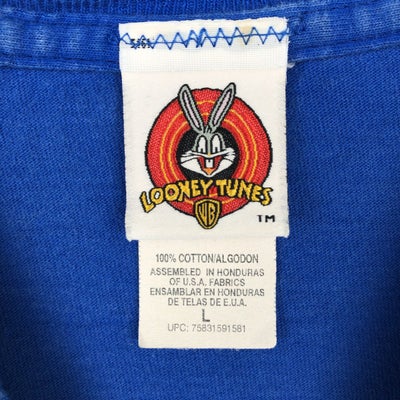 LOONEY TUNES
WB
TM
100% COTTON/ALGODON
ASSEMBLED IN HONDURAS
OF U.S.A. FABRICS
ENSAMBLAR EN HONDURAS
DE TELAS DE E.U.A.
L
UPC: 75831591581